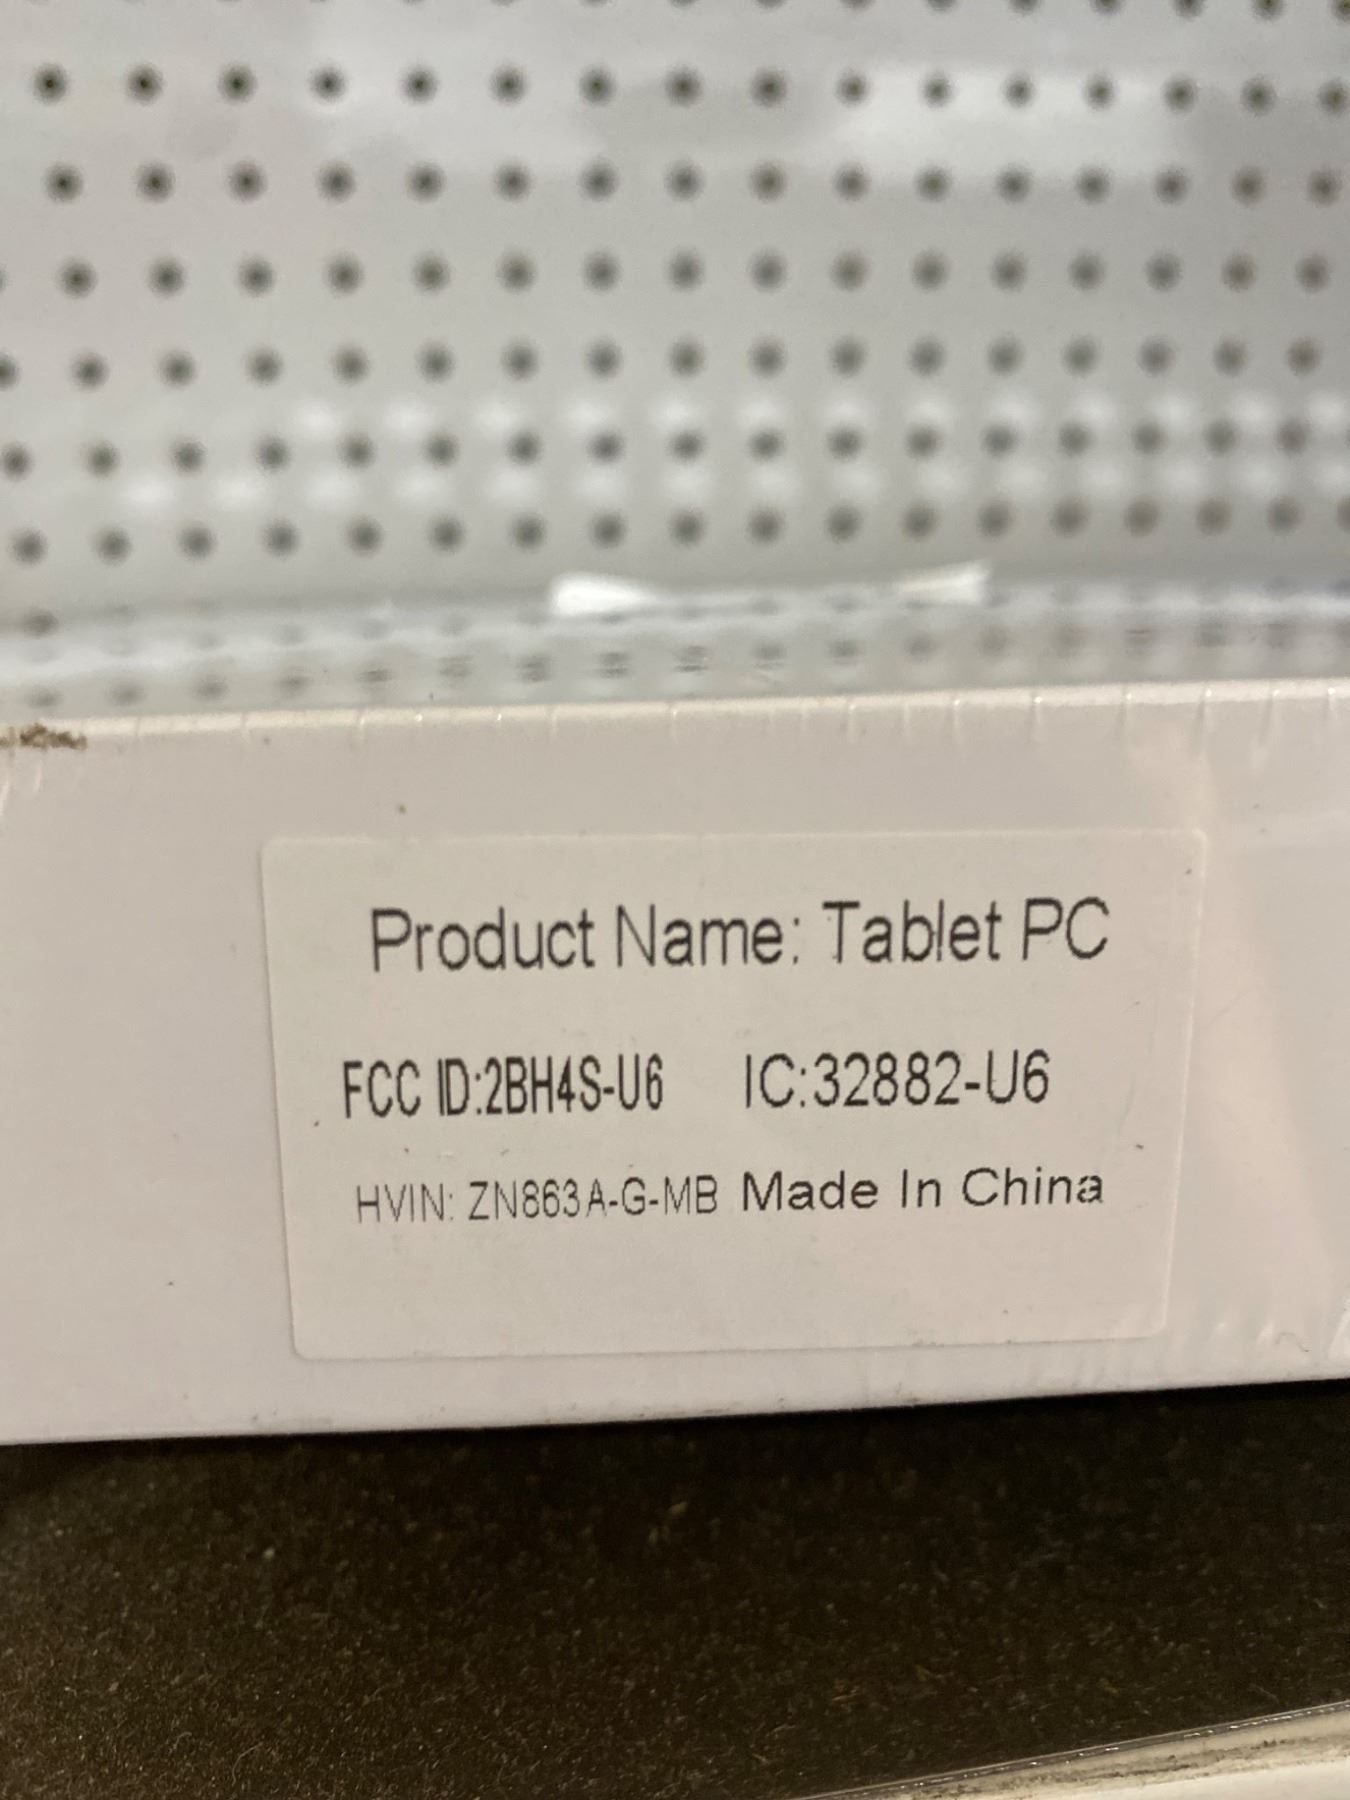 Product Name: Tablet PC
FCC ID:2BH4S-U6 IC:32882-U6
HVIN: ZN863A-G-MB Made In China